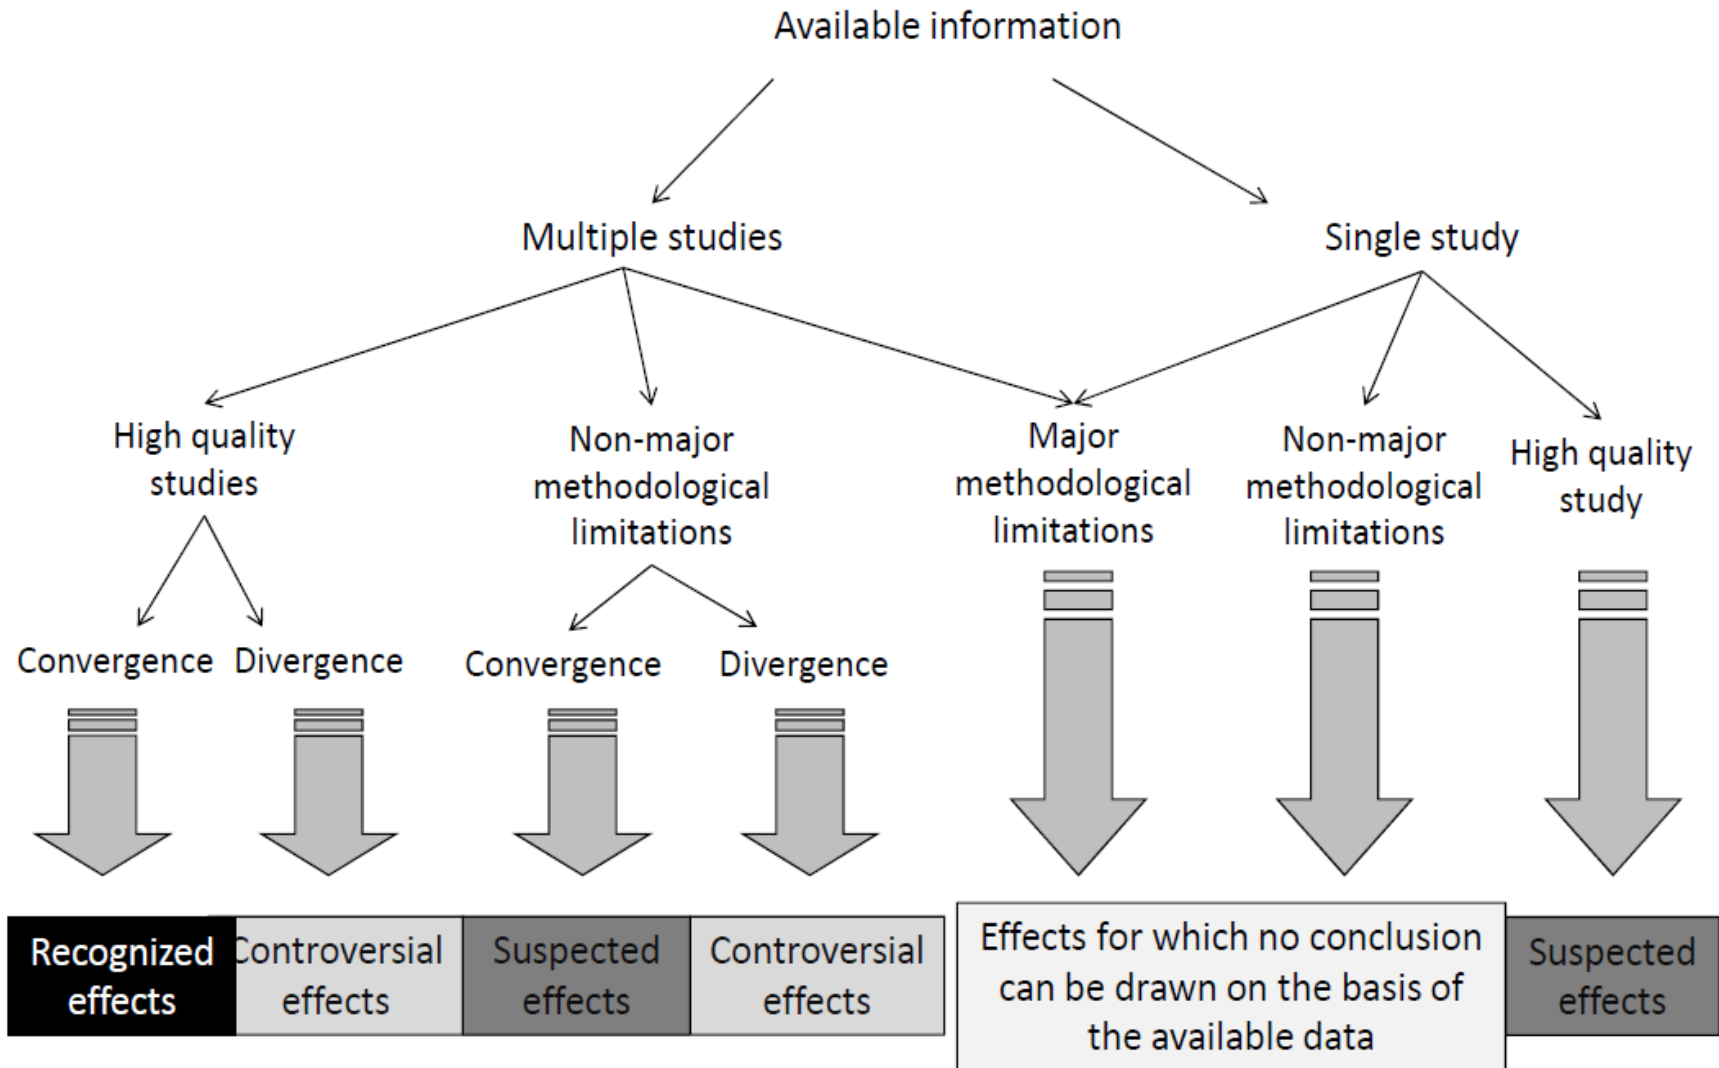 Available information
Multiple studies
Single study
High quality
studies
Non-major
methodological
limitations
Major
methodological
limitations
Non-major
methodological
limitations
High quality
study
Convergence
Divergence
Convergence
Divergence
Recognized
effects
Controversial
effects
Suspected
effects
Controversial
effects
Effects for which no conclusion
can be drawn on the basis of
the available data
Suspected
effects